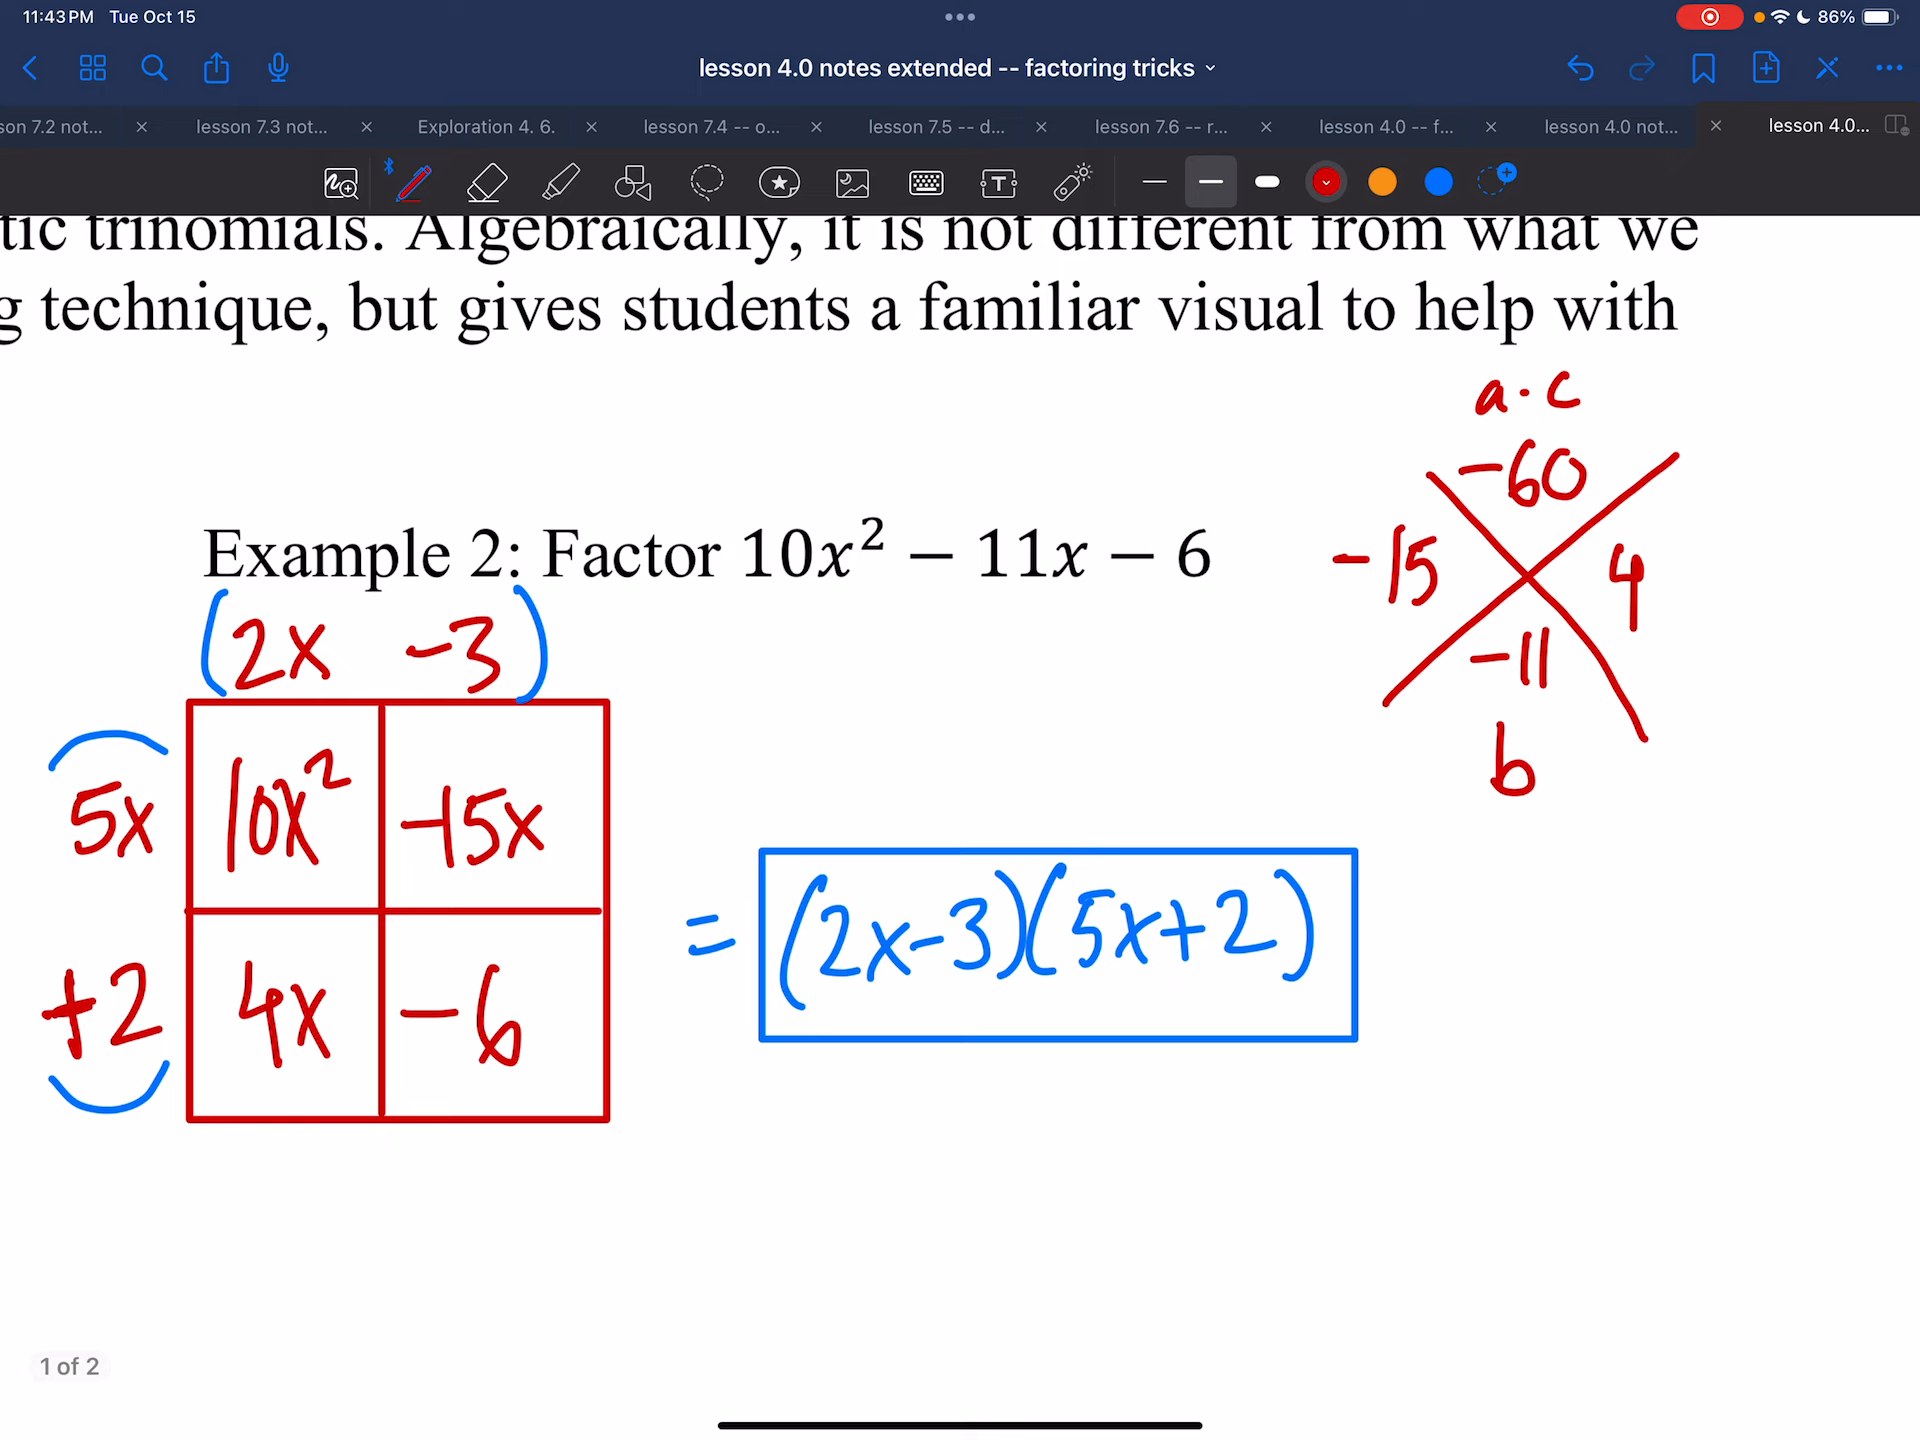 11:43 PM Tue Oct 15
86%
lesson 4.0 notes extended -- factoring tricks
son 7.2 not... lesson 7.3 not... Exploration 4. 6. lesson 7.4 -- o... lesson 7.5 -- d... lesson 7.6 -- r... lesson 4.0 -- f... lesson 4.0 not... lesson 4.0...
tic trinomials. Algebraically, it is not different from what we
g technique, but gives students a familiar visual to help with
a · c
-60
Example 2: Factor 10x² − 11x − 6
-15 4
-11
b
(2x -3)
5x 10x² -15x
+2 4x -6
= (2x-3)(5x+2)
1 of 2